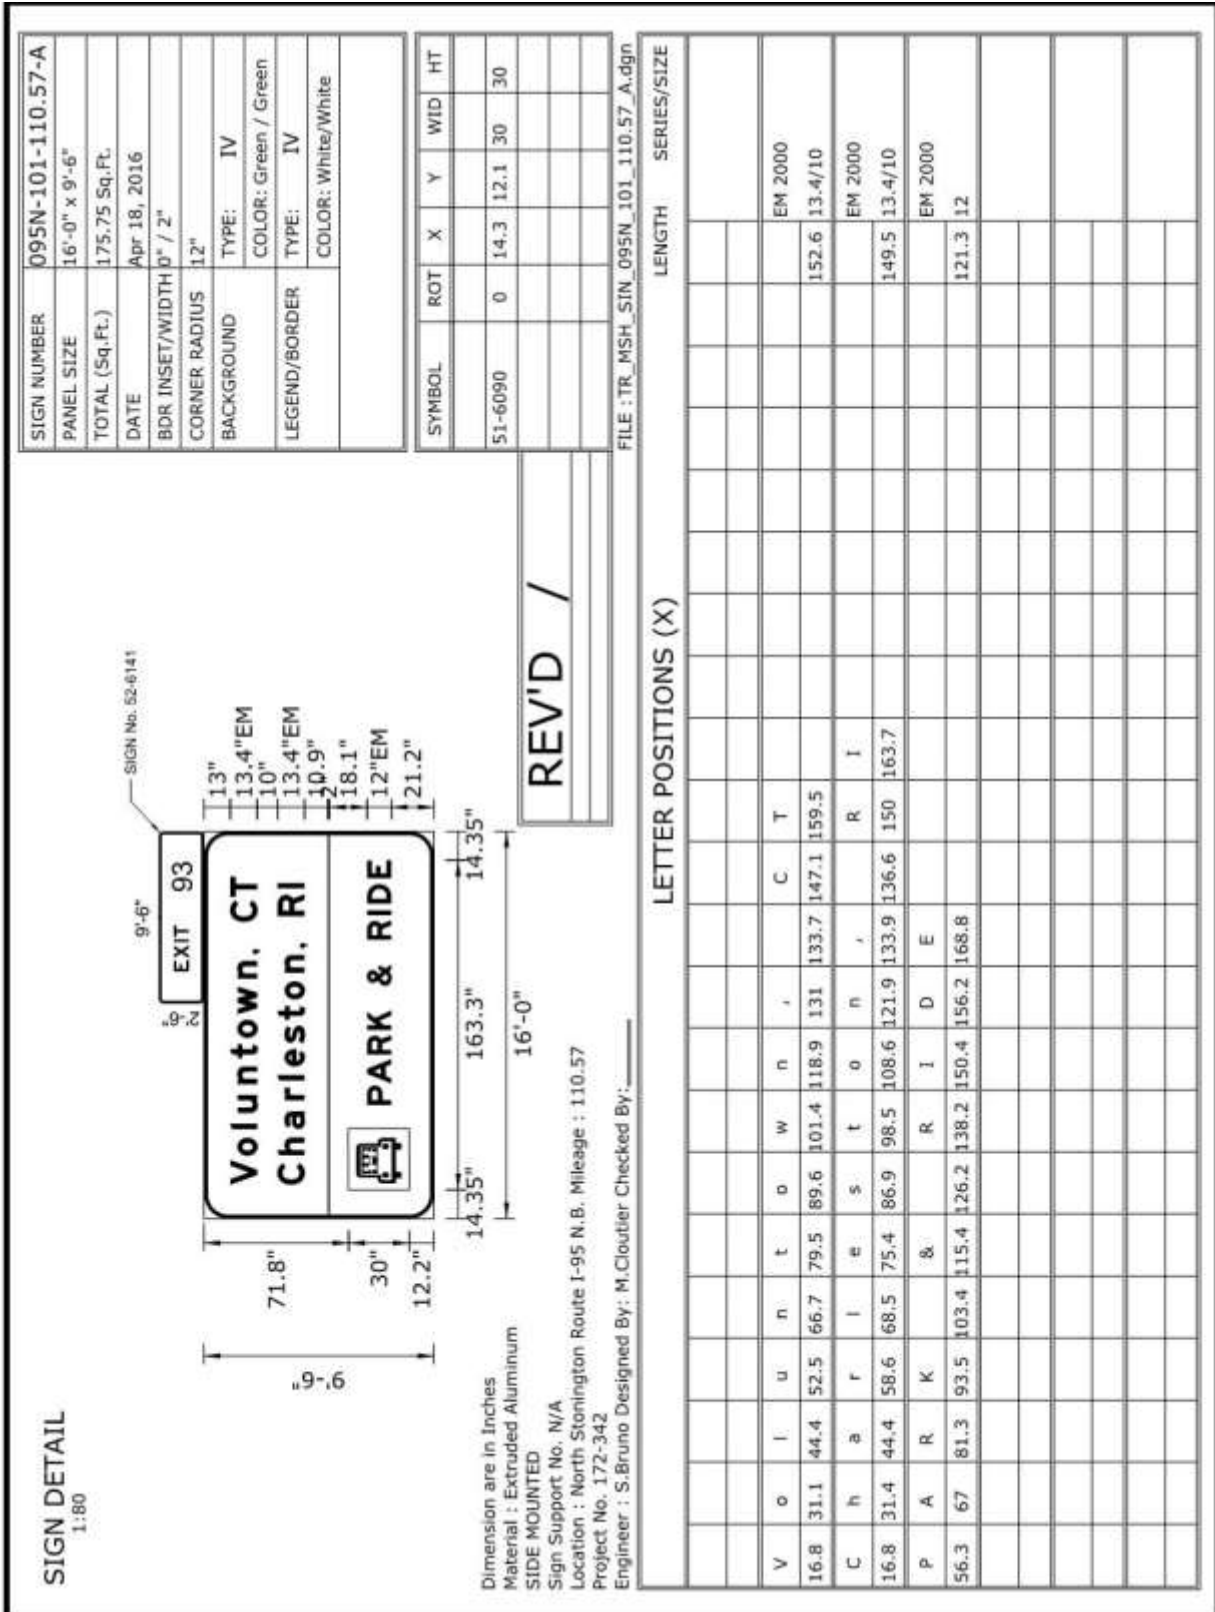 SIGN DETAIL
1:80
SIGN No. 52-6141
9'-6"
2'-6"
EXIT 93
Voluntown, CT
Charleston, RI
PARK & RIDE
13"
13.4"EM
10"
13.4"EM
10.9"
2"
18.1"
12"EM
21.2"
71.8"
30"
12.2"
9'-6"
14.35" 163.3" 14.35"
16'-0"
Dimension are in Inches
Material : Extruded Aluminum
SIDE MOUNTED
Sign Support No. N/A
Location : North Stonington Route I-95 N.B. Mileage : 110.57
Project No. 172-342
Engineer : S.Bruno Designed By: M.Cloutier Checked By:
SIGN NUMBER 095N-101-110.57-A
PANEL SIZE 16'-0" x 9'-6"
TOTAL (Sq.Ft.) 175.75 Sq.Ft.
DATE Apr 18, 2016
BDR INSET/WIDTH 0" / 2"
CORNER RADIUS 12"
BACKGROUND TYPE: IV
COLOR: Green / Green
LEGEND/BORDER TYPE: IV
COLOR: White/White
SYMBOL ROT X Y WID HT
51-6090 0 14.3 12.1 30 30
REV'D /
FILE : TR_MSH_SIN_095N_101_110.57_A.dgn
LETTER POSITIONS (X) LENGTH SERIES/SIZE
V o l u n t o w n , C T EM 2000
16.8 31.1 44.4 52.5 66.7 79.5 89.6 101.4 118.9 131 133.7 147.1 159.5 152.6 13.4/10
C h a r l e s t o n , R I EM 2000
16.8 31.4 44.4 58.6 68.5 75.4 86.9 98.5 108.6 121.9 133.9 136.6 150 163.7 149.5 13.4/10
P A R K & R I D E EM 2000
56.3 67 81.3 93.5 103.4 115.4 126.2 138.2 150.4 156.2 168.8 121.3 12